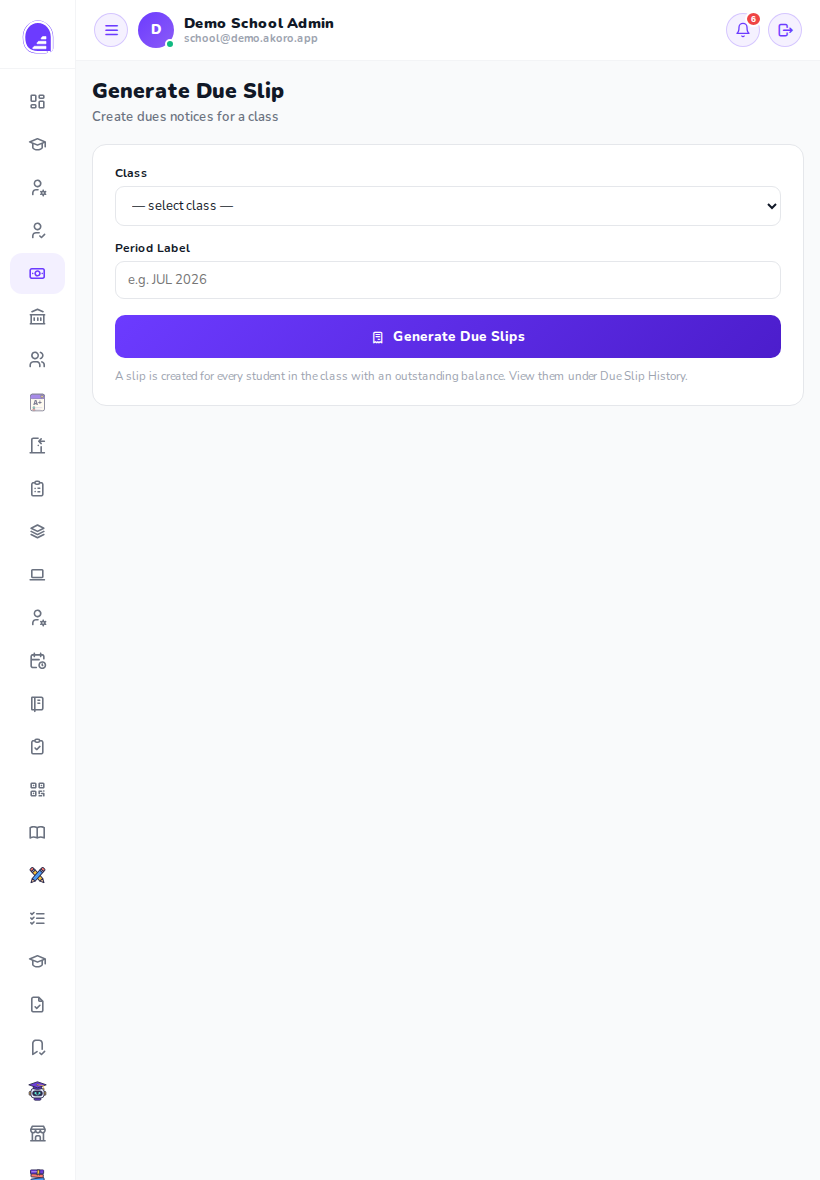 D
Demo School Admin
school@demo.akoro.app
6
Generate Due Slip
Create dues notices for a class
Class
— select class —
Period Label
e.g. JUL 2026
Generate Due Slips
A slip is created for every student in the class with an outstanding balance. View them under Due Slip History.
A+